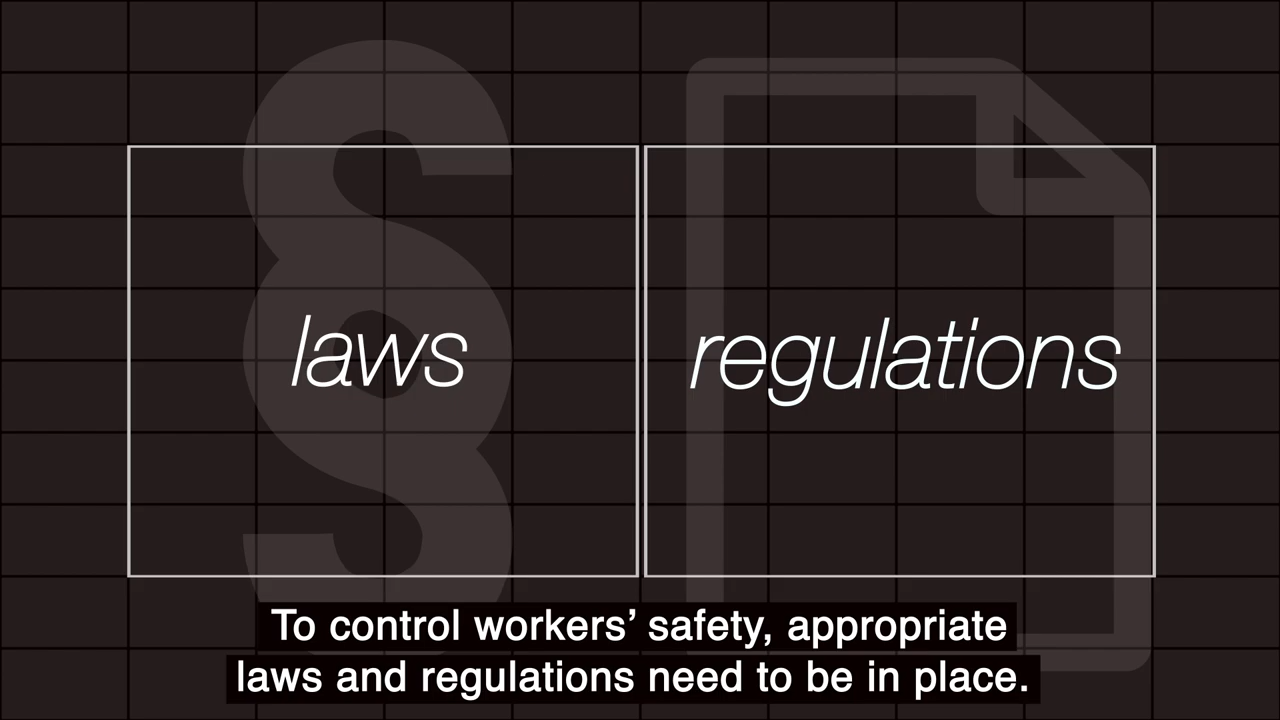 laws
regulations
To control workers’ safety, appropriate
laws and regulations need to be in place.